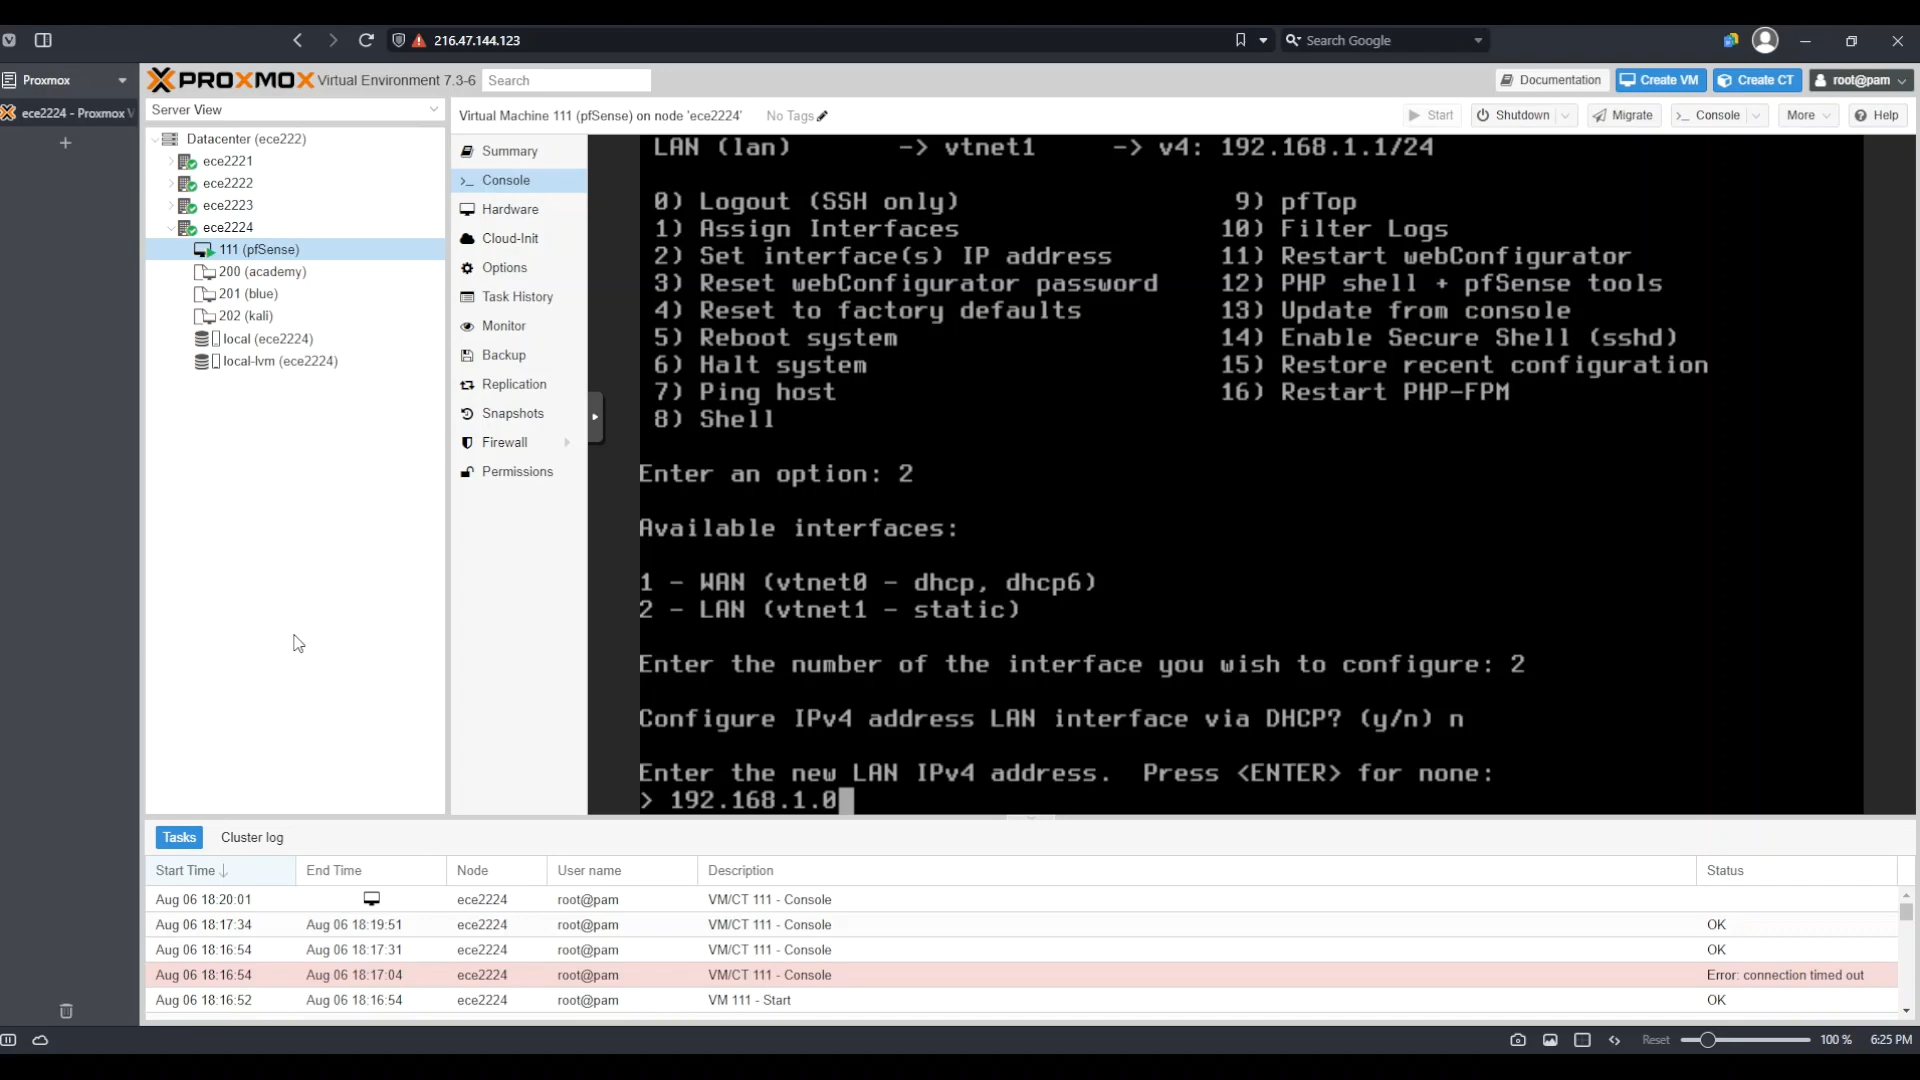 216.47.144.123
Search Google
Proxmox
ece2224 - Proxmox V
PROXMOX Virtual Environment 7.3-6
Search
Documentation
Create VM
Create CT
root@pam
Server View
Datacenter (ece222)
ece2221
ece2222
ece2223
ece2224
111 (pfSense)
200 (academy)
201 (blue)
202 (kali)
local (ece2224)
local-lvm (ece2224)
Virtual Machine 111 (pfSense) on node 'ece2224'
No Tags
Start
Shutdown
Migrate
Console
More
Help
Summary
Console
Hardware
Cloud-Init
Options
Task History
Monitor
Backup
Replication
Snapshots
Firewall
Permissions
LAN (lan) -> vtnet1 -> v4: 192.168.1.1/24
0) Logout (SSH only) 9) pfTop
1) Assign Interfaces 10) Filter Logs
2) Set interface(s) IP address 11) Restart webConfigurator
3) Reset webConfigurator password 12) PHP shell + pfSense tools
4) Reset to factory defaults 13) Update from console
5) Reboot system 14) Enable Secure Shell (sshd)
6) Halt system 15) Restore recent configuration
7) Ping host 16) Restart PHP-FPM
8) Shell
Enter an option: 2
Available interfaces:
1 - WAN (vtnet0 - dhcp, dhcp6)
2 - LAN (vtnet1 - static)
Enter the number of the interface you wish to configure: 2
Configure IPv4 address LAN interface via DHCP? (y/n) n
Enter the new LAN IPv4 address. Press <ENTER> for none:
> 192.168.1.0
Tasks
Cluster log
Start Time End Time Node User name Description Status
Aug 06 18:20:01 ece2224 root@pam VM/CT 111 - Console
Aug 06 18:17:34 Aug 06 18:19:51 ece2224 root@pam VM/CT 111 - Console OK
Aug 06 18:16:54 Aug 06 18:17:31 ece2224 root@pam VM/CT 111 - Console OK
Aug 06 18:16:54 Aug 06 18:17:04 ece2224 root@pam VM/CT 111 - Console Error: connection timed out
Aug 06 18:16:52 Aug 06 18:16:54 ece2224 root@pam VM 111 - Start OK
Reset
100 %
6:25 PM